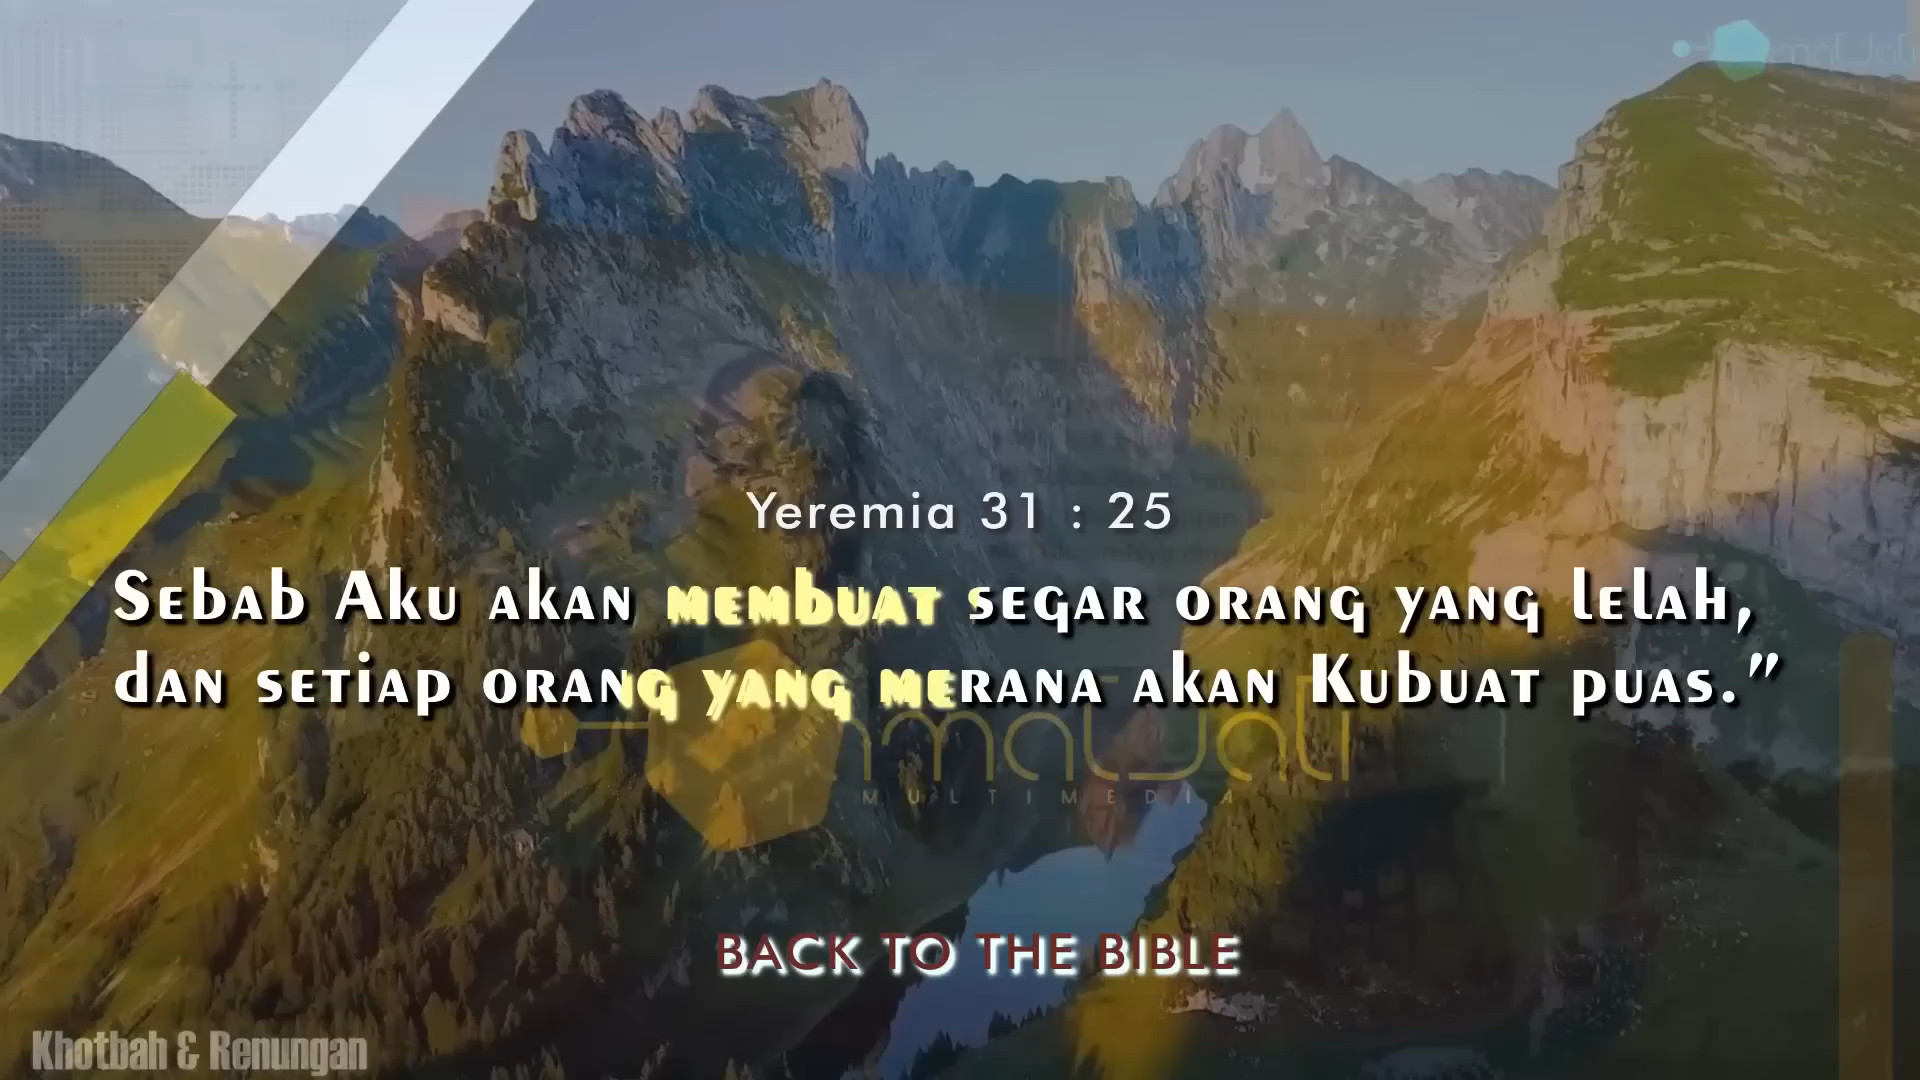 Yeremia 31 : 25
Sebab Aku akan membuat segar orang yang lelah,
dan setiap orang yang merana akan Kubuat puas.”
MULTIMEDIA
BACK TO THE BIBLE
Khotbah & Renungan